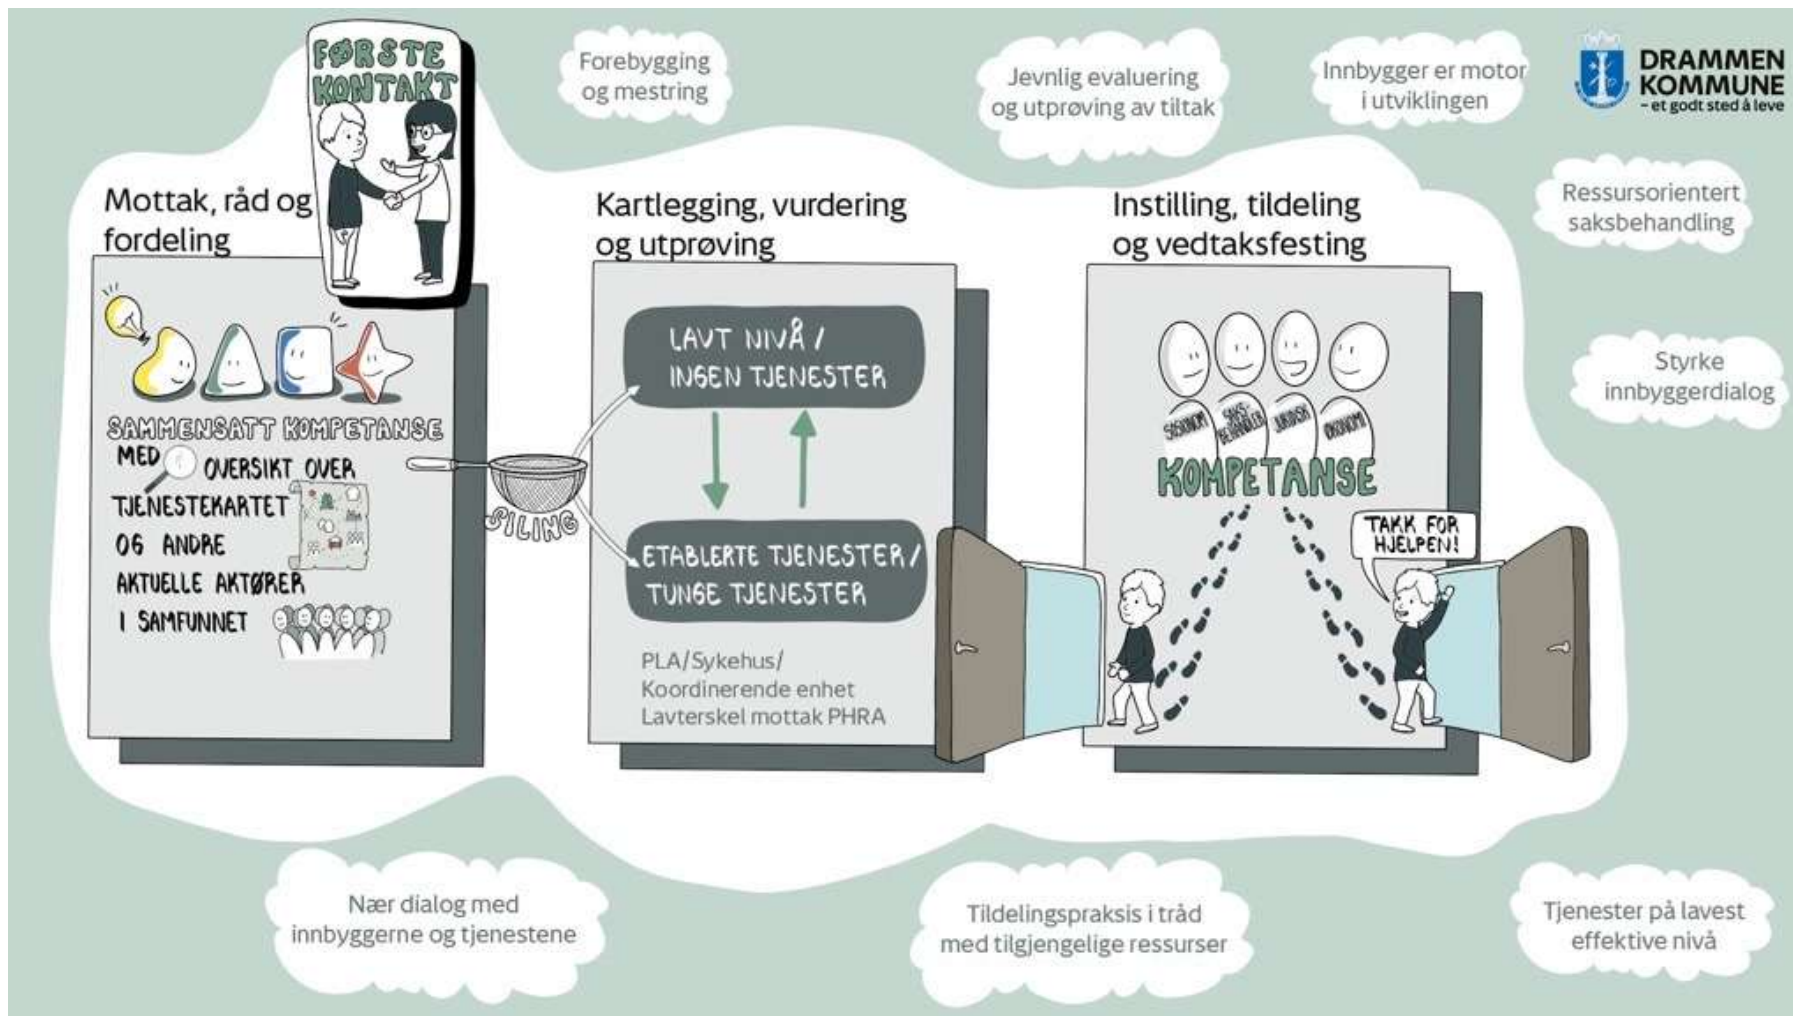 FØRSTE
KONTAKT
Forebygging
og mestring
Jevnlig evaluering
og utprøving av tiltak
Innbygger er motor
i utviklingen
DRAMMEN
KOMMUNE
– et godt sted å leve
Mottak, råd og
fordeling
Kartlegging, vurdering
og utprøving
Instilling, tildeling
og vedtaksfesting
Ressursorientert
saksbehandling
Styrke
innbyggerdialog
SAMMENSATT KOMPETANSE
MED
OVERSIKT OVER
TJENESTEKARTET
OG ANDRE
AKTUELLE AKTØRER
I SAMFUNNET
SILING
LAVT NIVÅ /
INGEN TJENESTER
ETABLERTE TJENESTER /
TUNGE TJENESTER
PLA/Sykehus/
Koordinerende enhet
Lavterskel mottak PHRA
SAKS-
BEHANDLER
JURIDISK
ØKONOMI
KOMPETANSE
TAKK FOR
HJELPEN!
Nær dialog med
innbyggerne og tjenestene
Tildelingspraksis i tråd
med tilgjengelige ressurser
Tjenester på lavest
effektive nivå